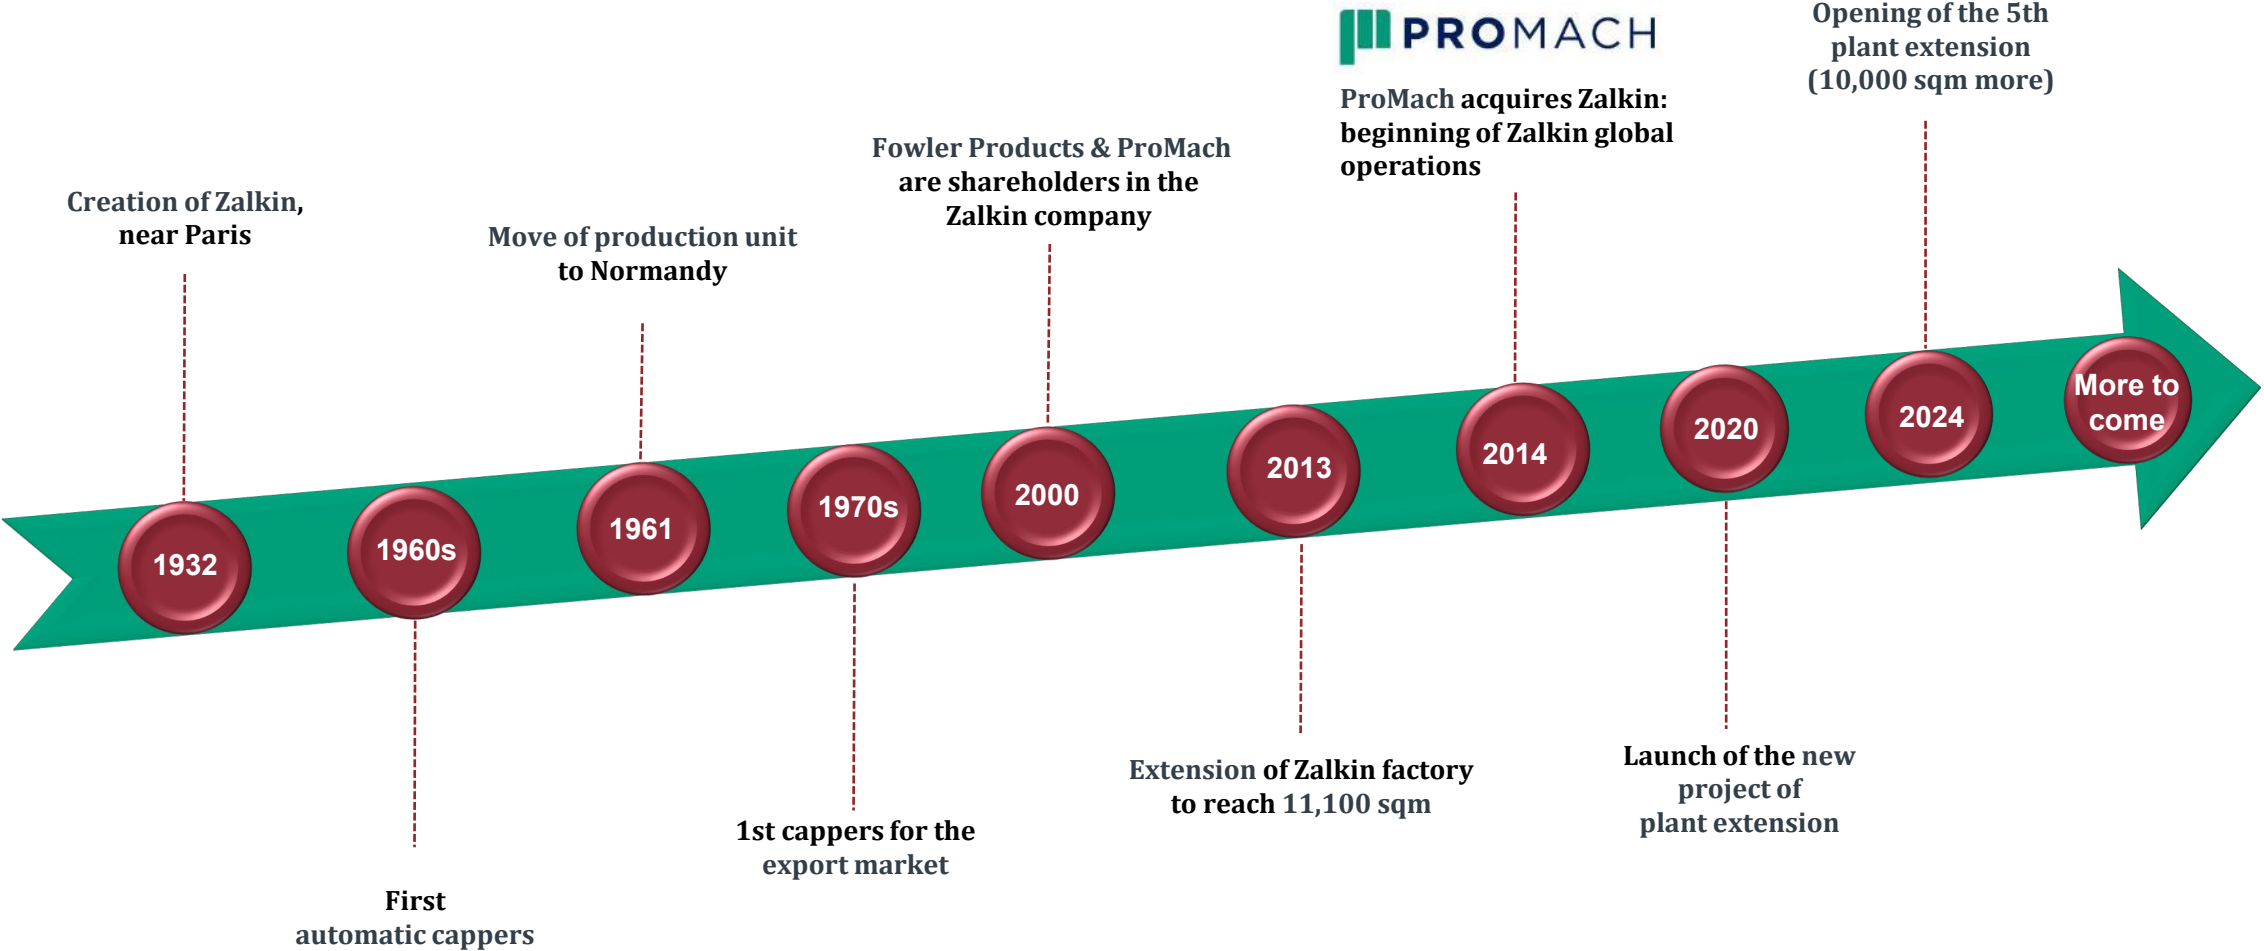 PROMACH
Opening of the 5th
plant extension
(10,000 sqm more)
ProMach acquires Zalkin:
beginning of Zalkin global
operations
Fowler Products & ProMach
are shareholders in the
Zalkin company
Creation of Zalkin,
near Paris
Move of production unit
to Normandy
1932
1960s
1961
1970s
2000
2013
2014
2020
2024
More to
come
First
automatic cappers
1st cappers for the
export market
Extension of Zalkin factory
to reach 11,100 sqm
Launch of the new
project of
plant extension